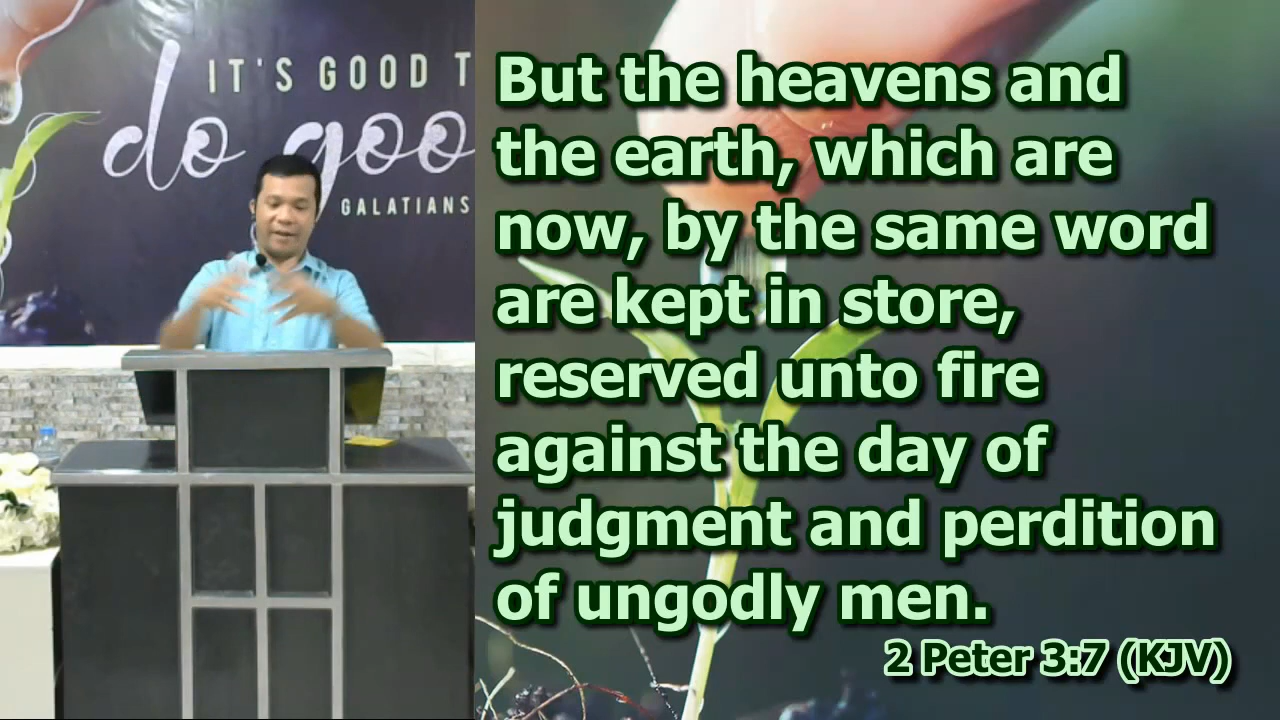 IT'S GOOD T
do goo
GALATIANS
But the heavens and
the earth, which are
now, by the same word
are kept in store,
reserved unto fire
against the day of
judgment and perdition
of ungodly men.
2 Peter 3:7 (KJV)